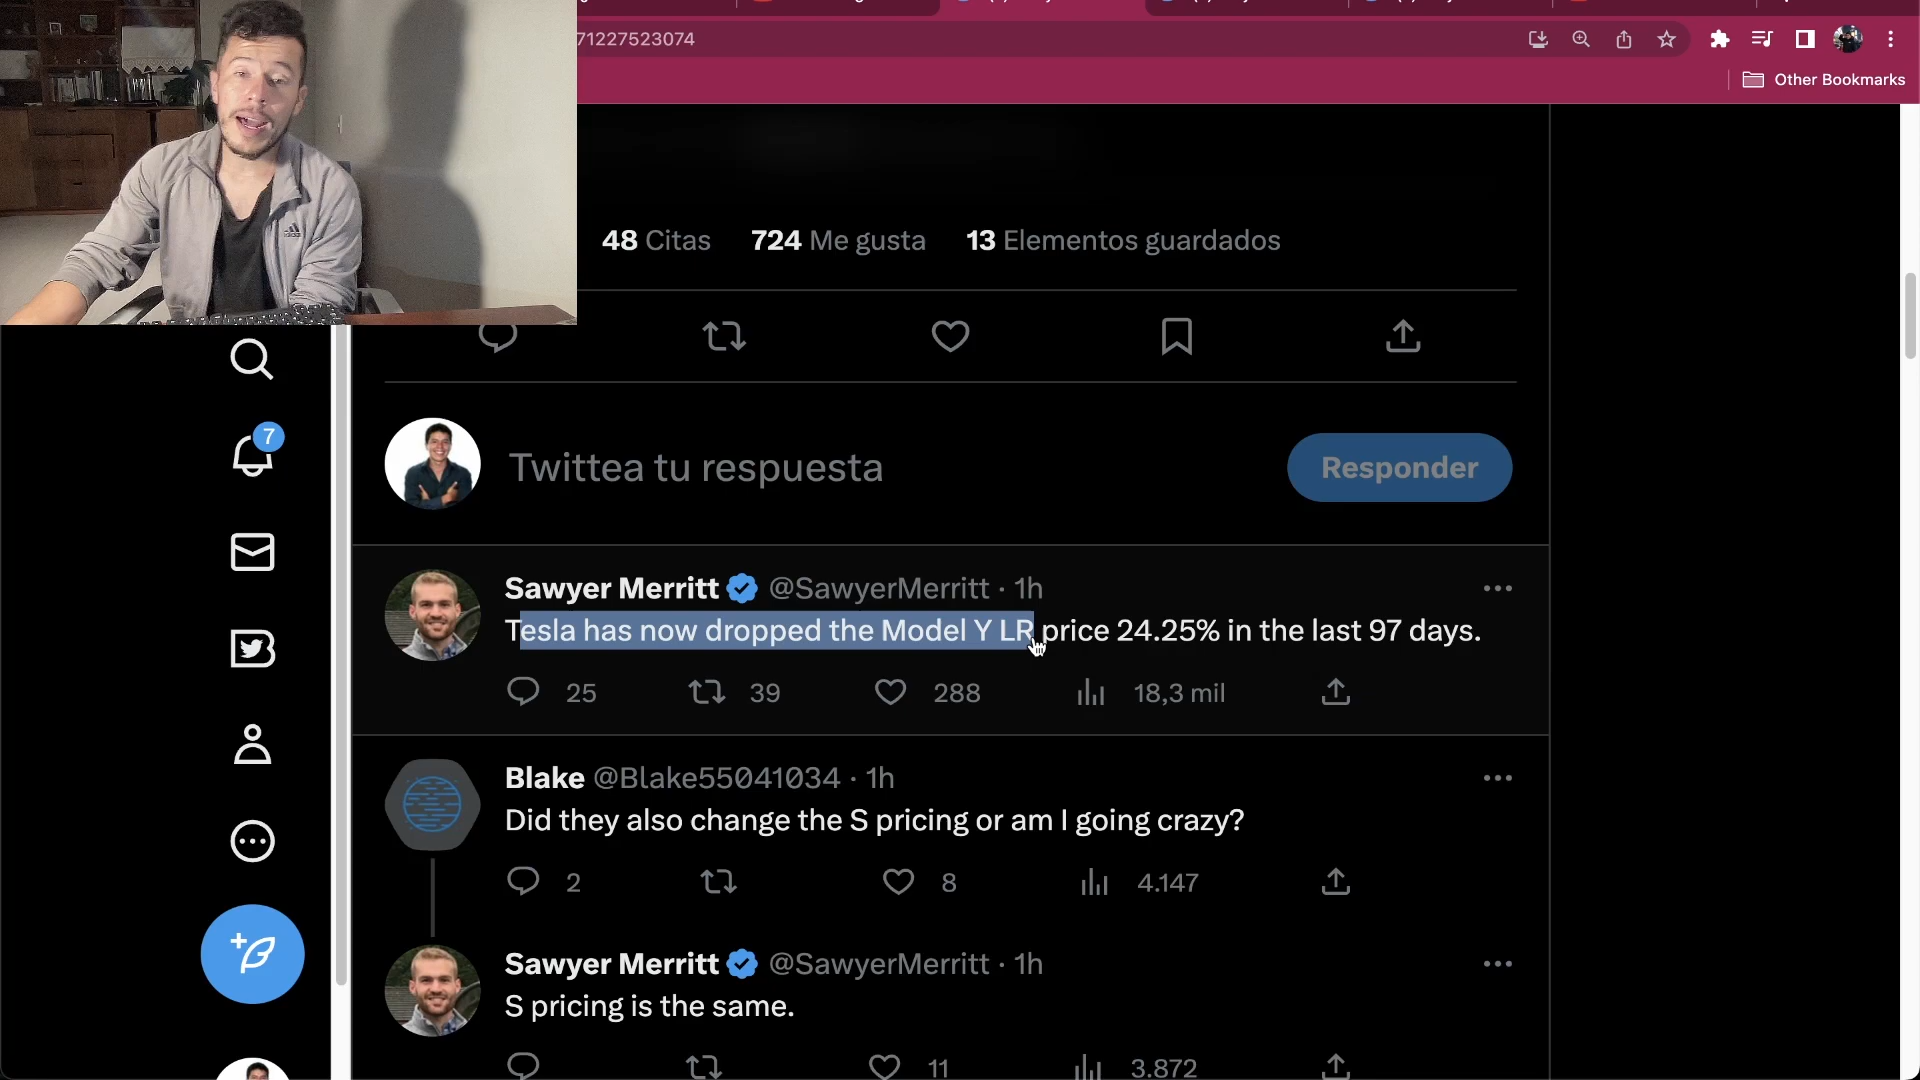 71227523074
Other Bookmarks
48 Citas 724 Me gusta 13 Elementos guardados
Twittea tu respuesta
Responder
7
Sawyer Merritt @SawyerMerritt · 1h
Tesla has now dropped the Model Y LR price 24.25% in the last 97 days.
25 39 288 18,3 mil
Blake @Blake55041034 · 1h
Did they also change the S pricing or am I going crazy?
2 8 4.147
Sawyer Merritt @SawyerMerritt · 1h
S pricing is the same.
11 3.872